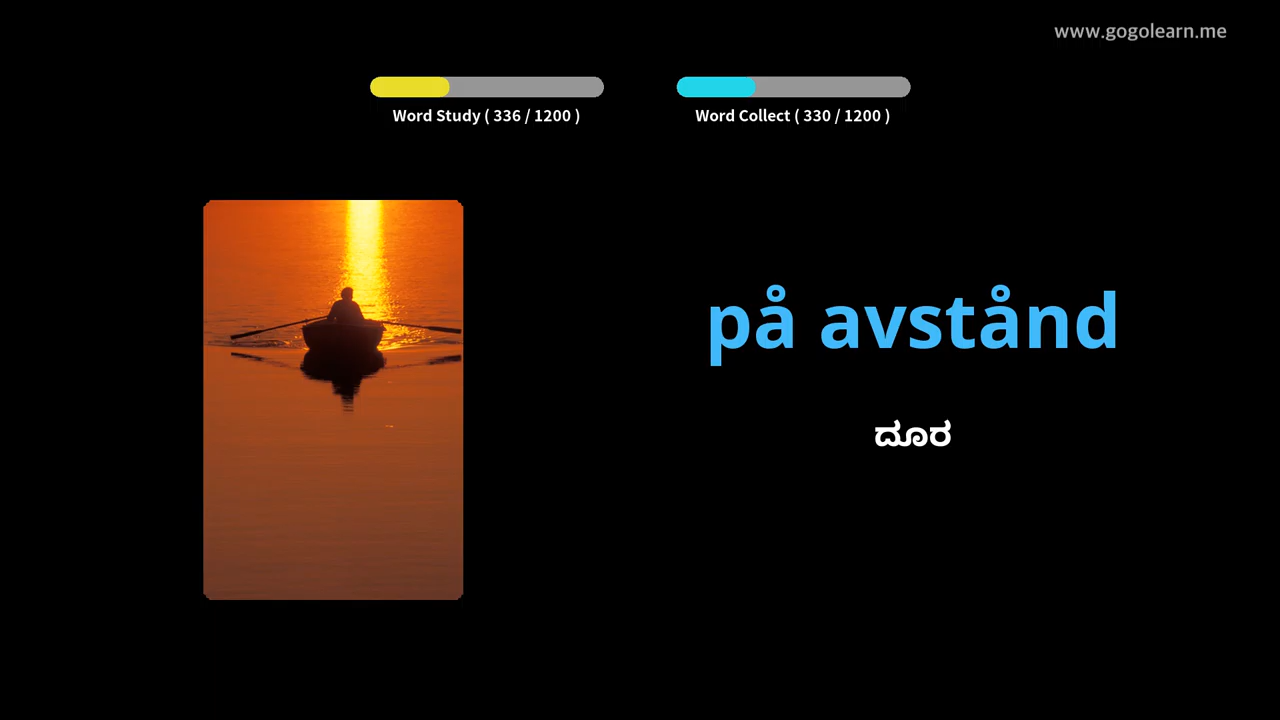 www.gogolearn.me
Word Study ( 336 / 1200 )
Word Collect ( 330 / 1200 )
på avstånd
ದೂರ